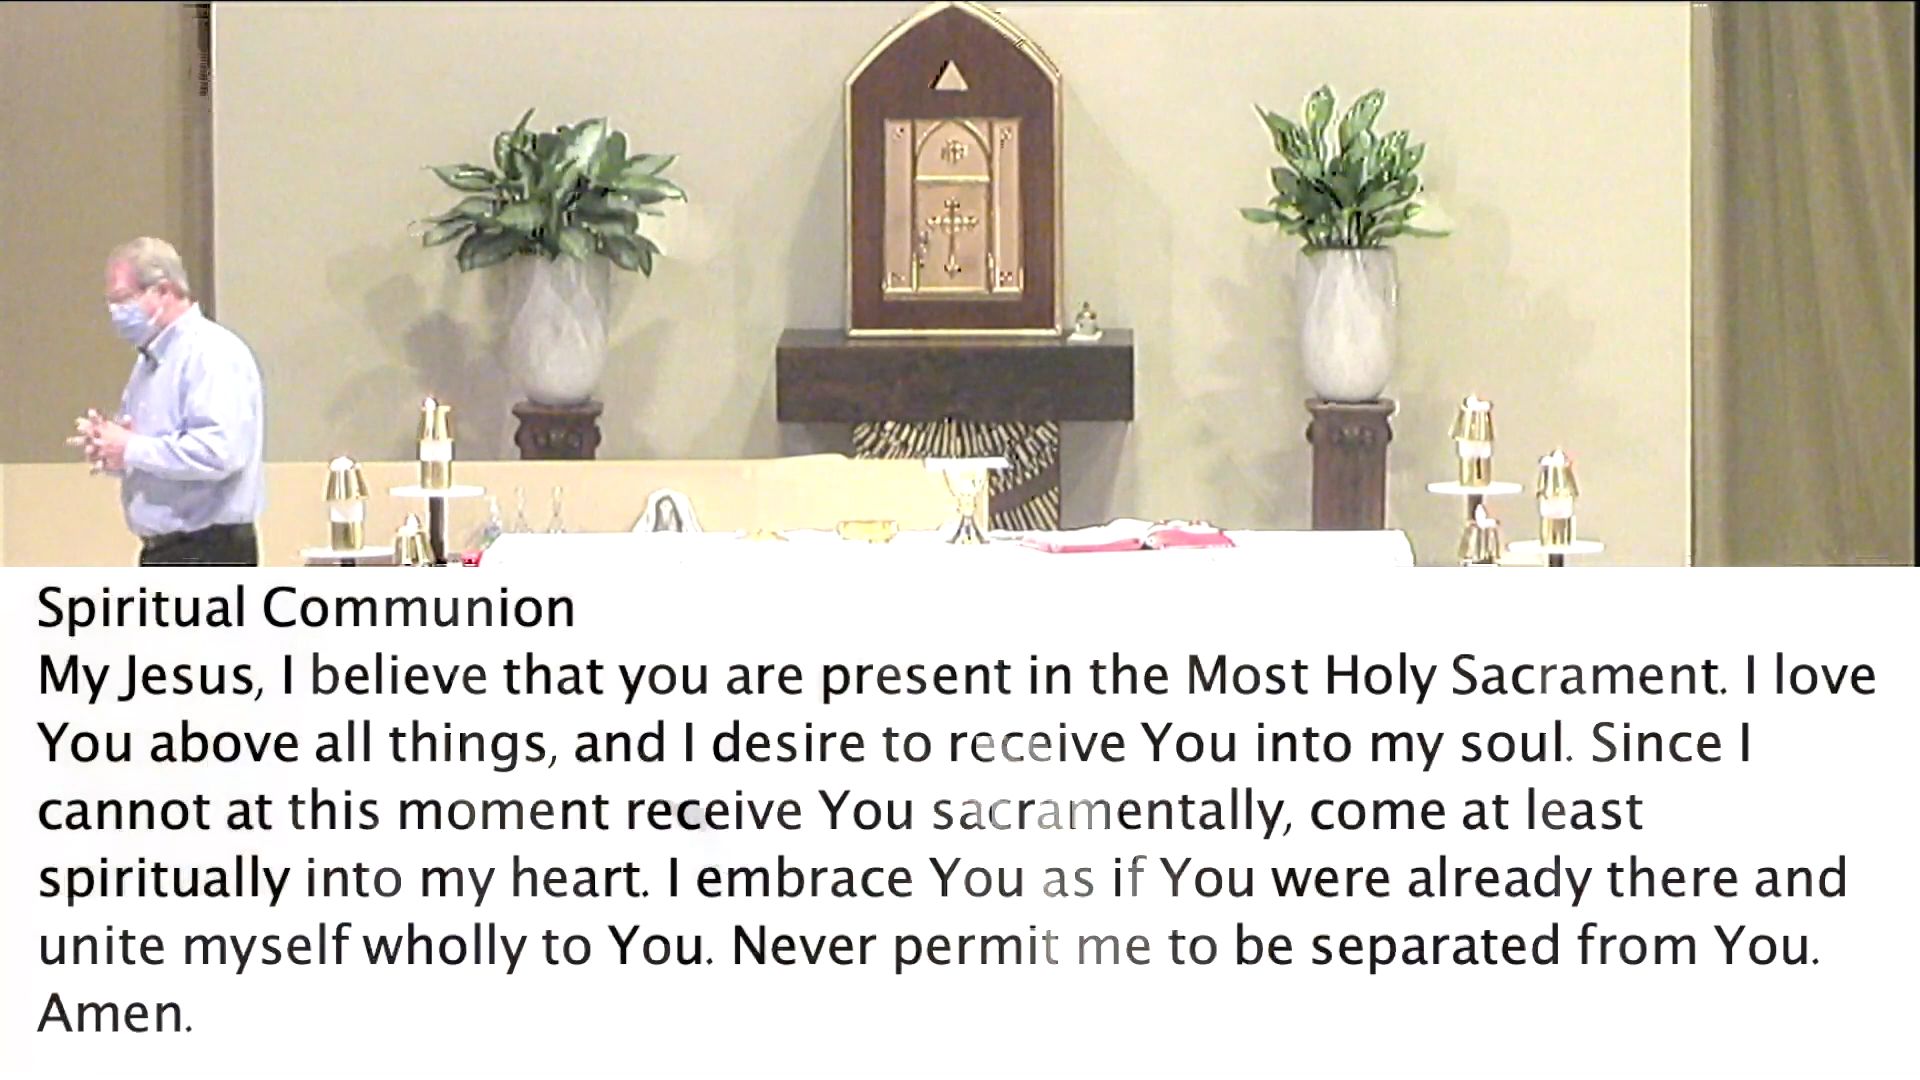 Spiritual Communion
My Jesus, I believe that you are present in the Most Holy Sacrament. I love
You above all things, and I desire to receive You into my soul. Since I
cannot at this moment receive You sacramentally, come at least
spiritually into my heart. I embrace You as if You were already there and
unite myself wholly to You. Never permit me to be separated from You.
Amen.